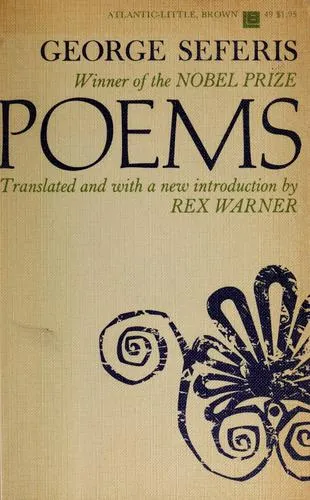 ATLANTIC-LITTLE, BROWN 49 $1.95
GEORGE SEFERIS
Winner of the NOBEL PRIZE
POEMS
Translated and with a new introduction by
REX WARNER